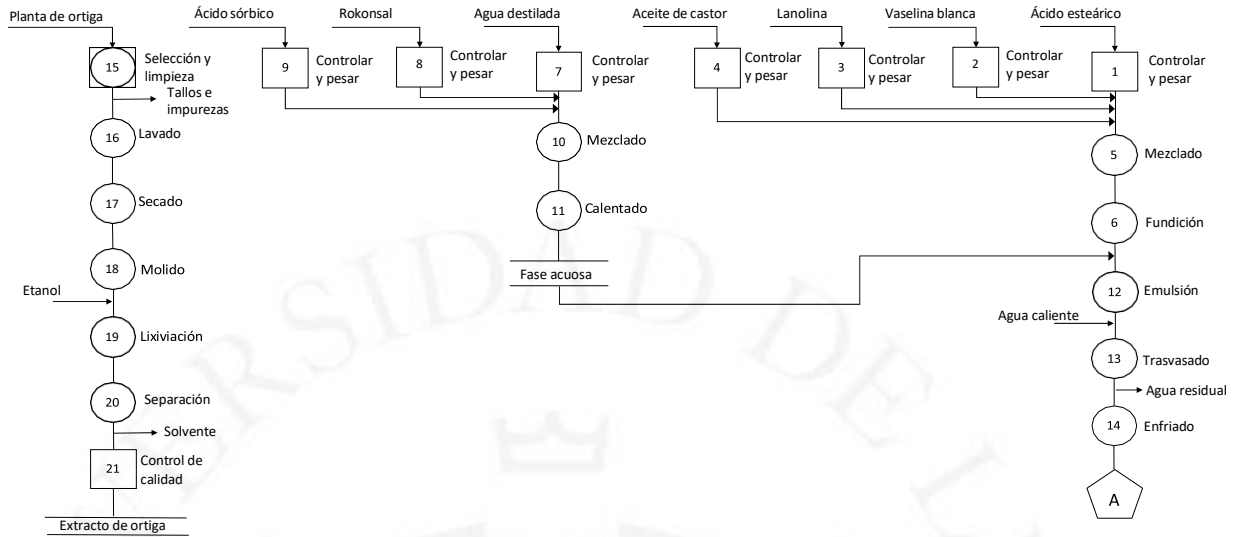 Planta de ortiga
Ácido sórbico
Rokonsal
Agua destilada
Aceite de castor
Lanolina
Vaselina blanca
Ácido esteárico
15
Selección y
limpieza
9
Controlar
y pesar
8
Controlar
y pesar
7
Controlar
y pesar
4
Controlar
y pesar
3
Controlar
y pesar
2
Controlar
y pesar
1
Controlar
y pesar
Tallos e
impurezas
16
Lavado
10
Mezclado
5
Mezclado
17
Secado
11
Calentado
6
Fundición
18
Molido
Fase acuosa
Etanol
12
Emulsión
Agua caliente
19
Lixiviación
13
Trasvasado
Agua residual
20
Separación
Solvente
14
Enfriado
21
Control de
calidad
A
Extracto de ortiga
VERSIDAD DE L